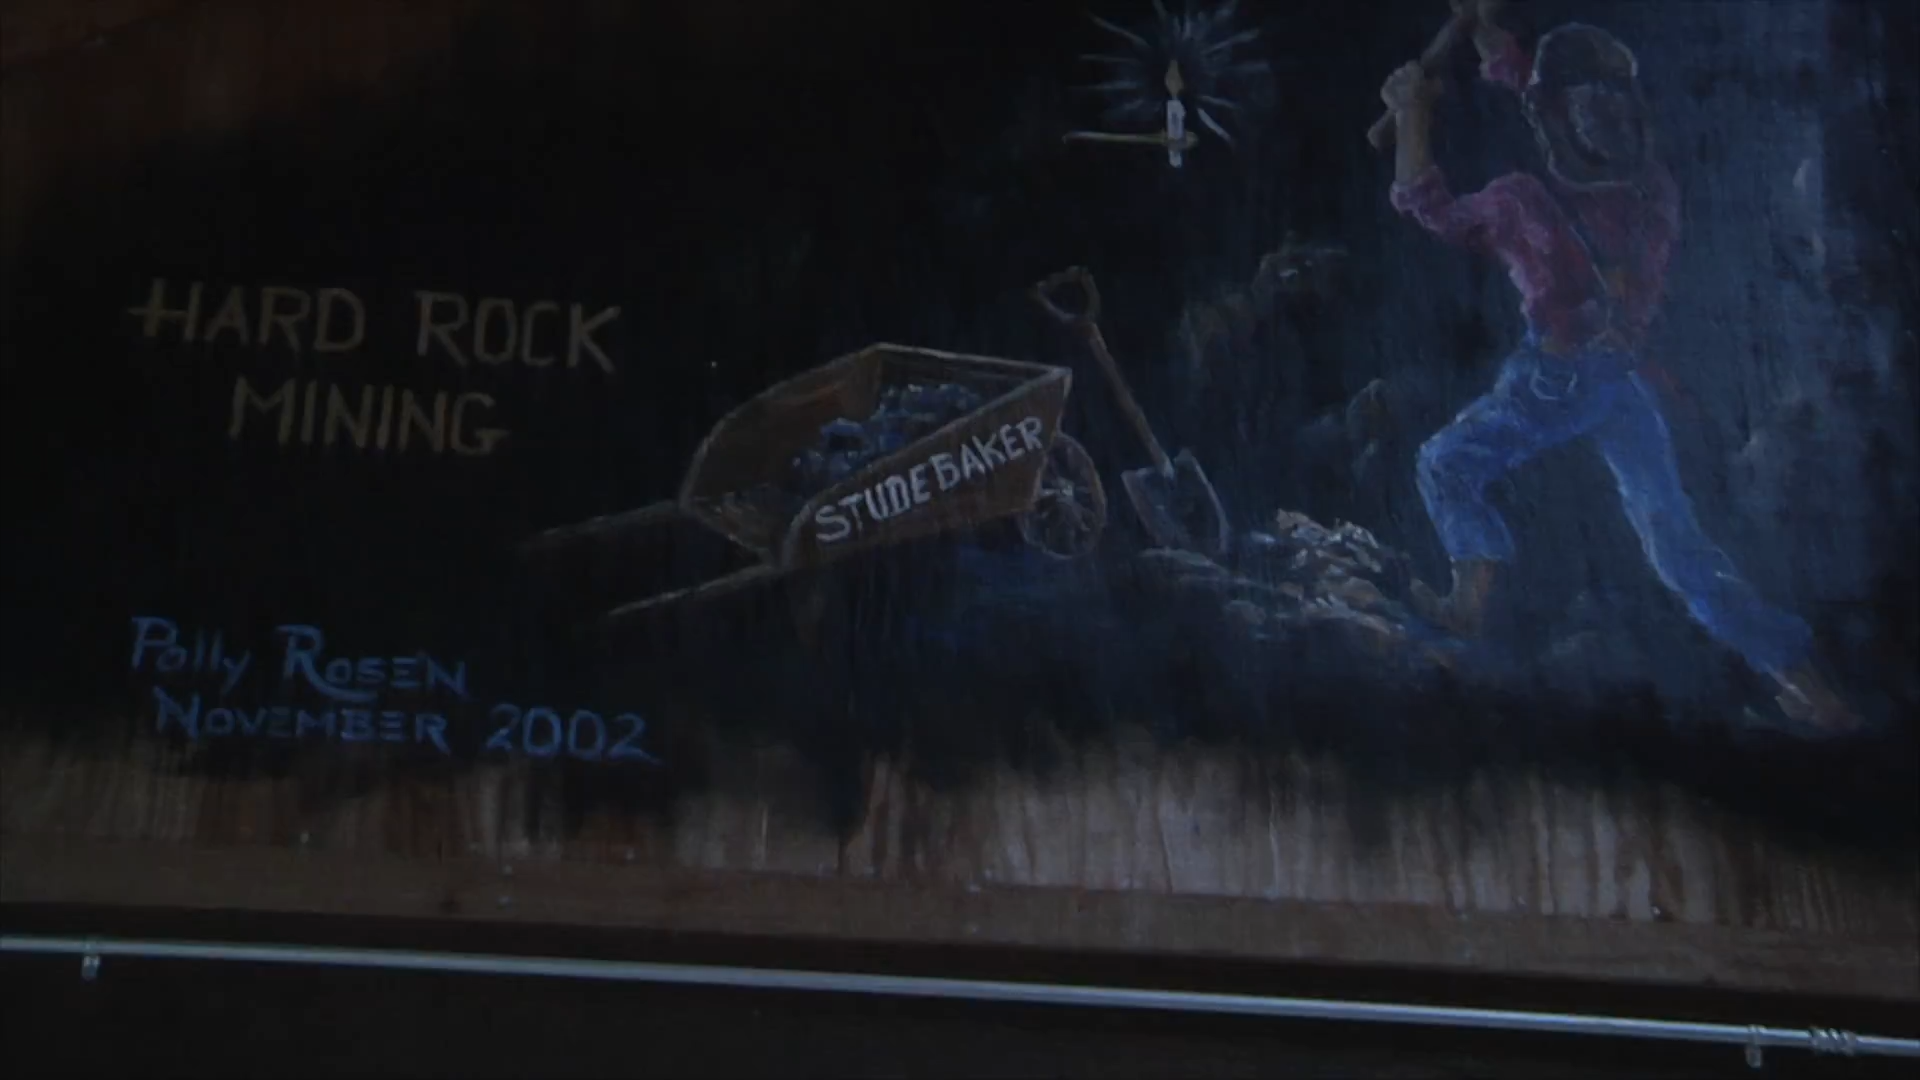 HARD ROCK
MINING
STUDEBAKER
Polly ROSEN
NOVEMBER 2002